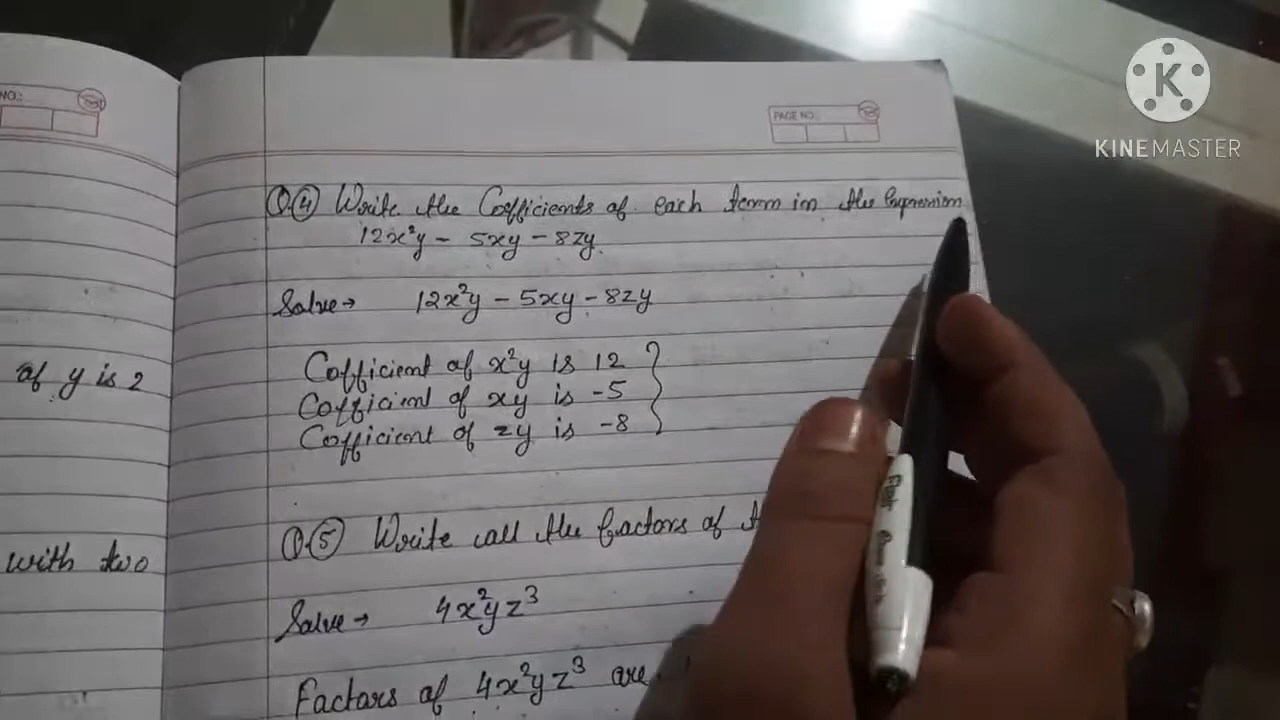 NO.:
PAGE NO.:
K
KINEMASTER
Q.④ Write the Coefficients of each term in the Expression
12x²y - 5xy - 8zy.
Solve→ 12x²y - 5xy - 8zy
Cofficient of x²y is 12
Cofficient of xy is -5
Cofficient of zy is -8
of y is 2
Q.⑤ Write all the factors of
with two
Solve→ 4x²yz³
Factors of 4x²yz³ are